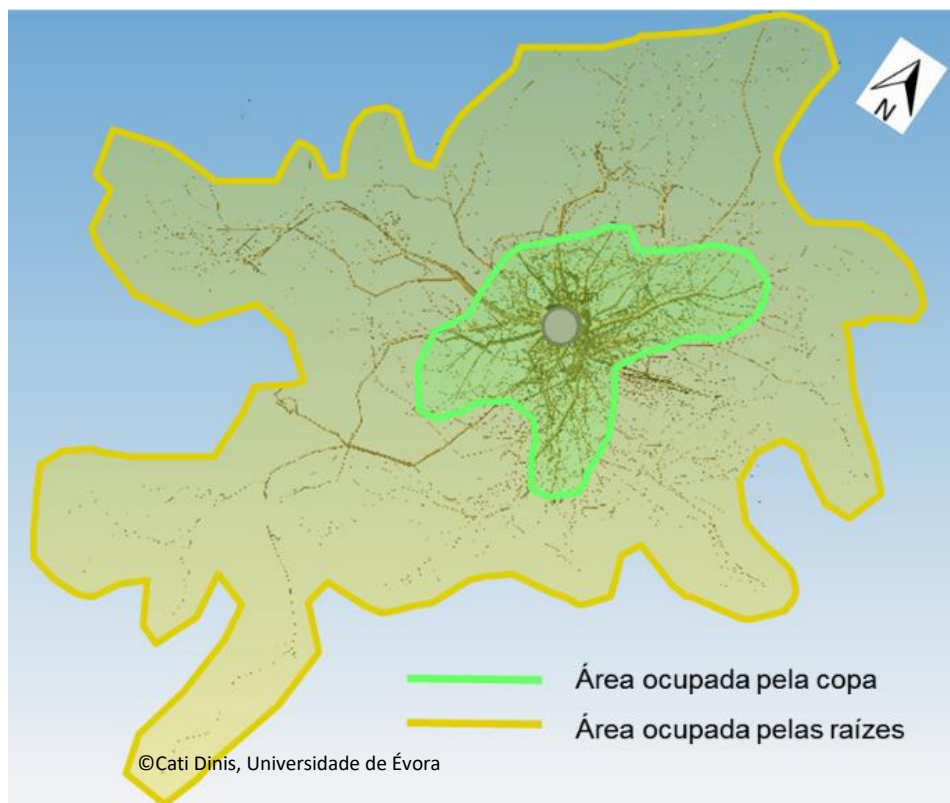 N
Área ocupada pela copa
Área ocupada pelas raízes
©Cati Dinis, Universidade de Évora